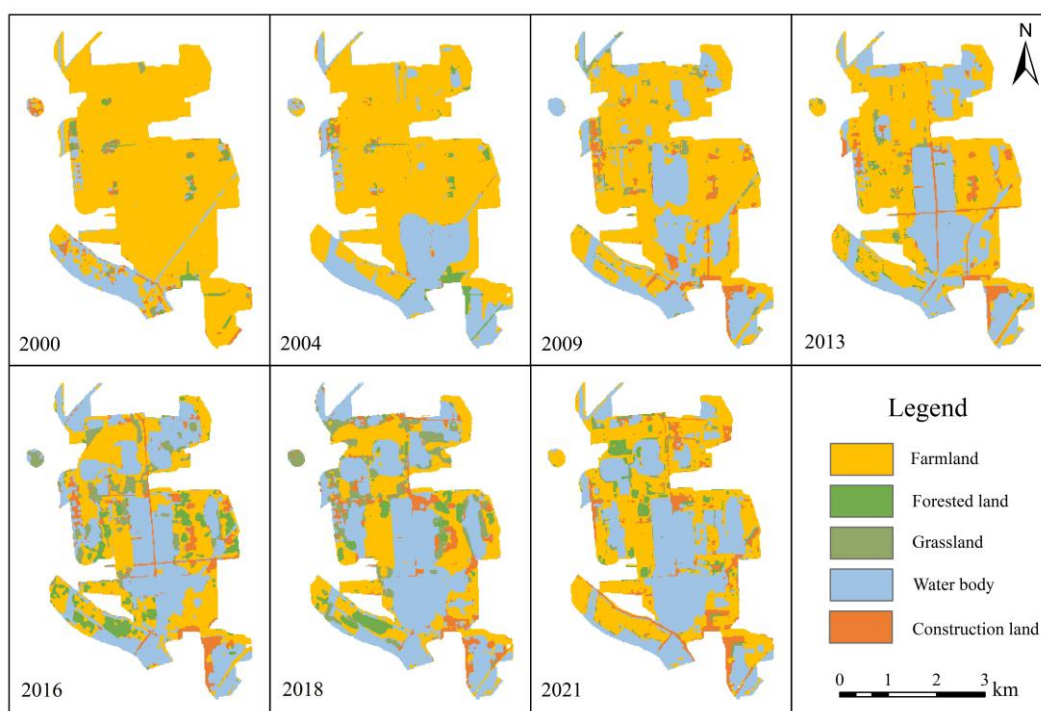 N
2000
2004
2009
2013
2016
2018
2021
Legend
Farmland
Forested land
Grassland
Water body
Construction land
0 1 2 3
km